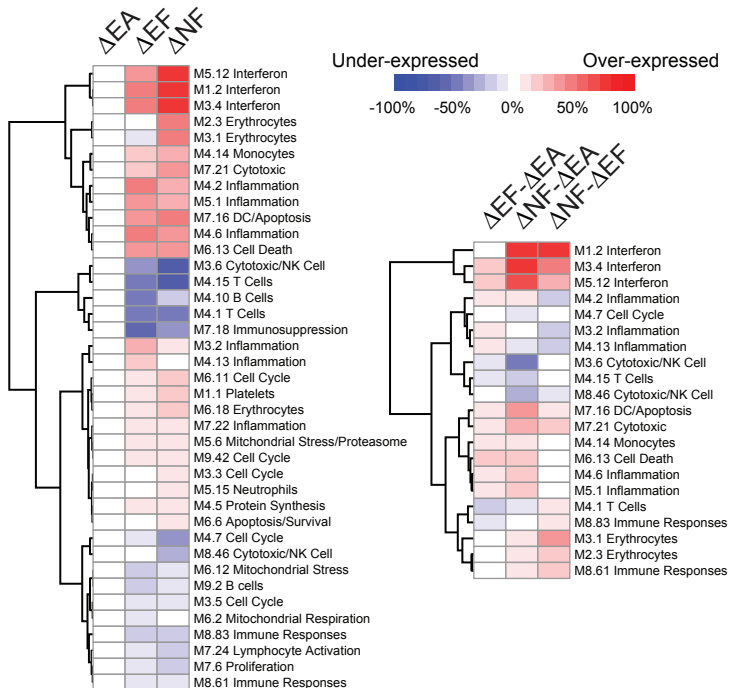 ΔEA ΔEF ΔNF
Under-expressed Over-expressed
-100% -50% 0% 50% 100%
M5.12 Interferon
M1.2 Interferon
M3.4 Interferon
M2.3 Erythrocytes
M3.1 Erythrocytes
M4.14 Monocytes
M7.21 Cytotoxic
M4.2 Inflammation
M5.1 Inflammation
M7.16 DC/Apoptosis
M4.6 Inflammation
M6.13 Cell Death
M3.6 Cytotoxic/NK Cell
M4.15 T Cells
M4.10 B Cells
M4.1 T Cells
M7.18 Immunosuppression
M3.2 Inflammation
M4.13 Inflammation
M6.11 Cell Cycle
M1.1 Platelets
M6.18 Erythrocytes
M7.22 Inflammation
M5.6 Mitchondrial Stress/Proteasome
M9.42 Cell Cycle
M3.3 Cell Cycle
M5.15 Neutrophils
M4.5 Protein Synthesis
M6.6 Apoptosis/Survival
M4.7 Cell Cycle
M8.46 Cytotoxic/NK Cell
M6.12 Mitochondrial Stress
M9.2 B cells
M3.5 Cell Cycle
M6.2 Mitochondrial Respiration
M8.83 Immune Responses
M7.24 Lymphocyte Activation
M7.6 Proliferation
M8.61 Immune Responses
ΔEF-ΔEA ΔNF-ΔEA ΔNF-ΔEF
M1.2 Interferon
M3.4 Interferon
M5.12 Interferon
M4.2 Inflammation
M4.7 Cell Cycle
M3.2 Inflammation
M4.13 Inflammation
M3.6 Cytotoxic/NK Cell
M4.15 T Cells
M8.46 Cytotoxic/NK Cell
M7.16 DC/Apoptosis
M7.21 Cytotoxic
M4.14 Monocytes
M6.13 Cell Death
M4.6 Inflammation
M5.1 Inflammation
M4.1 T Cells
M8.83 Immune Responses
M3.1 Erythrocytes
M2.3 Erythrocytes
M8.61 Immune Responses